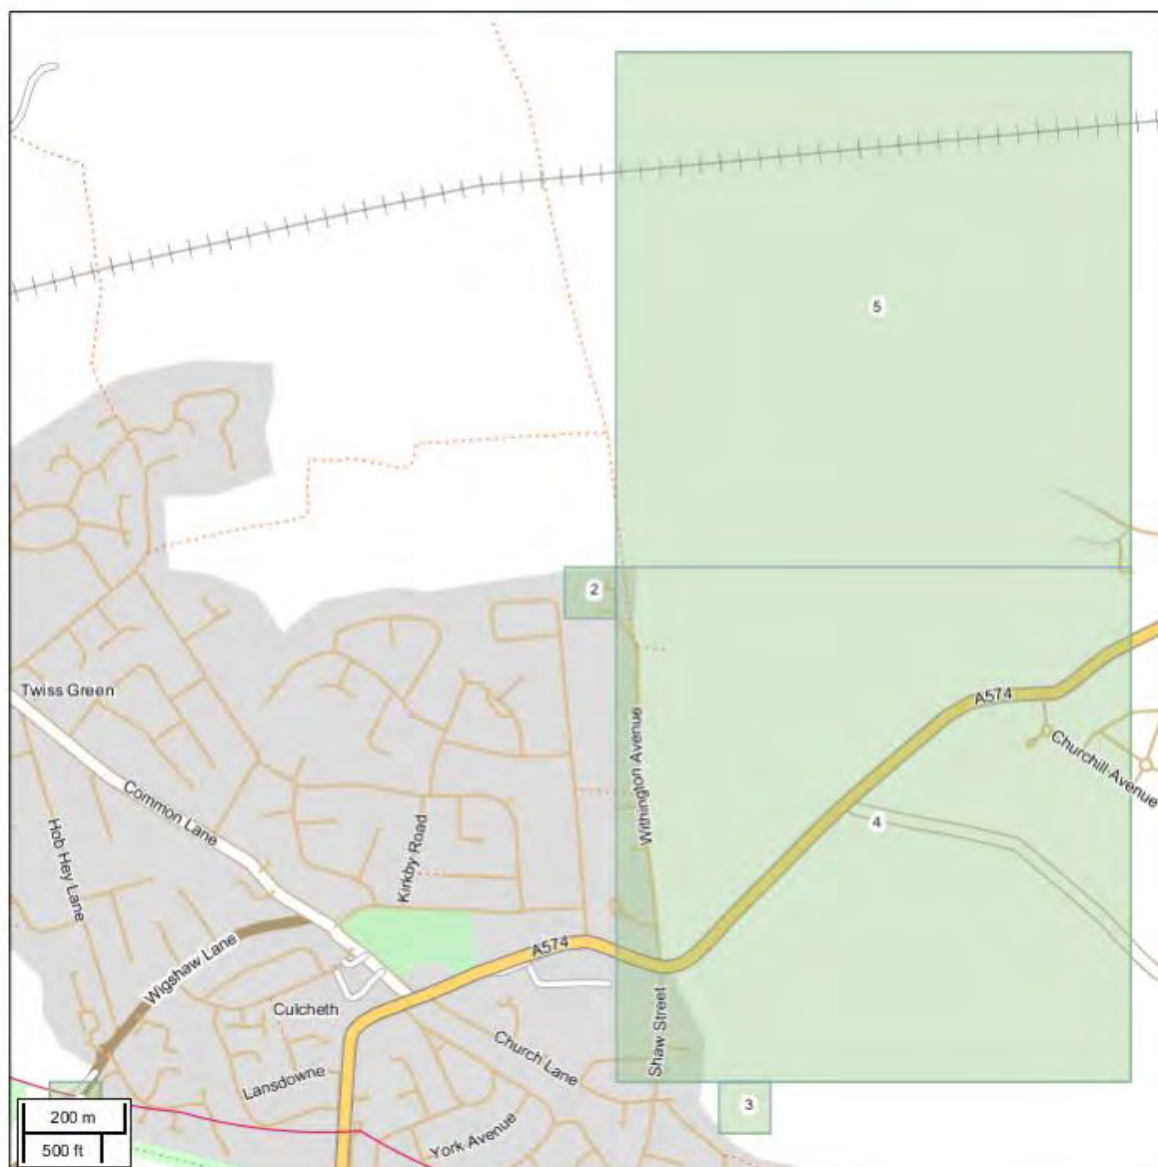 5
2
A574
Twiss Green
Churchill Avenue
Withington Avenue
Common Lane
4
Hob Hey Lane
Kirkby Road
A574
Wigshaw Lane
Culcheth
Shaw Street
Church Lane
Lansdowne
3
200 m
York Avenue
500 ft